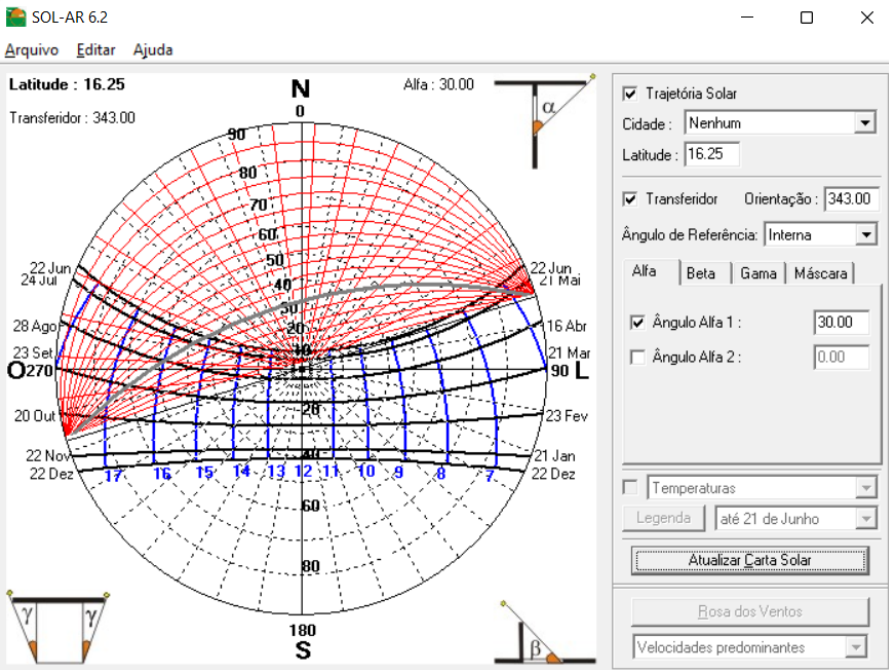 SOL-AR 6.2
Arquivo Editar Ajuda
Latitude : 16.25
Transferidor : 343.00
Alfa : 30.00
N
0
α
90
80
70
60
50
40
30
20
10
22 Jun
24 Jul
28 Ago
23 Set
O 270
20 Out
22 Nov
22 Dez
22 Jun
21 Mai
16 Abr
21 Mar
90 L
23 Fev
21 Jan
22 Dez
20
40
17 16 15 14 13 12 11 10 9 8 7
60
80
180
S
γ γ
β
Trajetória Solar
Cidade : Nenhum
Latitude : 16.25
Transferidor Orientação : 343.00
Ângulo de Referência: Interna
Alfa Beta Gama Máscara
Ângulo Alfa 1 : 30.00
Ângulo Alfa 2 : 0.00
Temperaturas
Legenda até 21 de Junho
Atualizar Carta Solar
Rosa dos Ventos
Velocidades predominantes